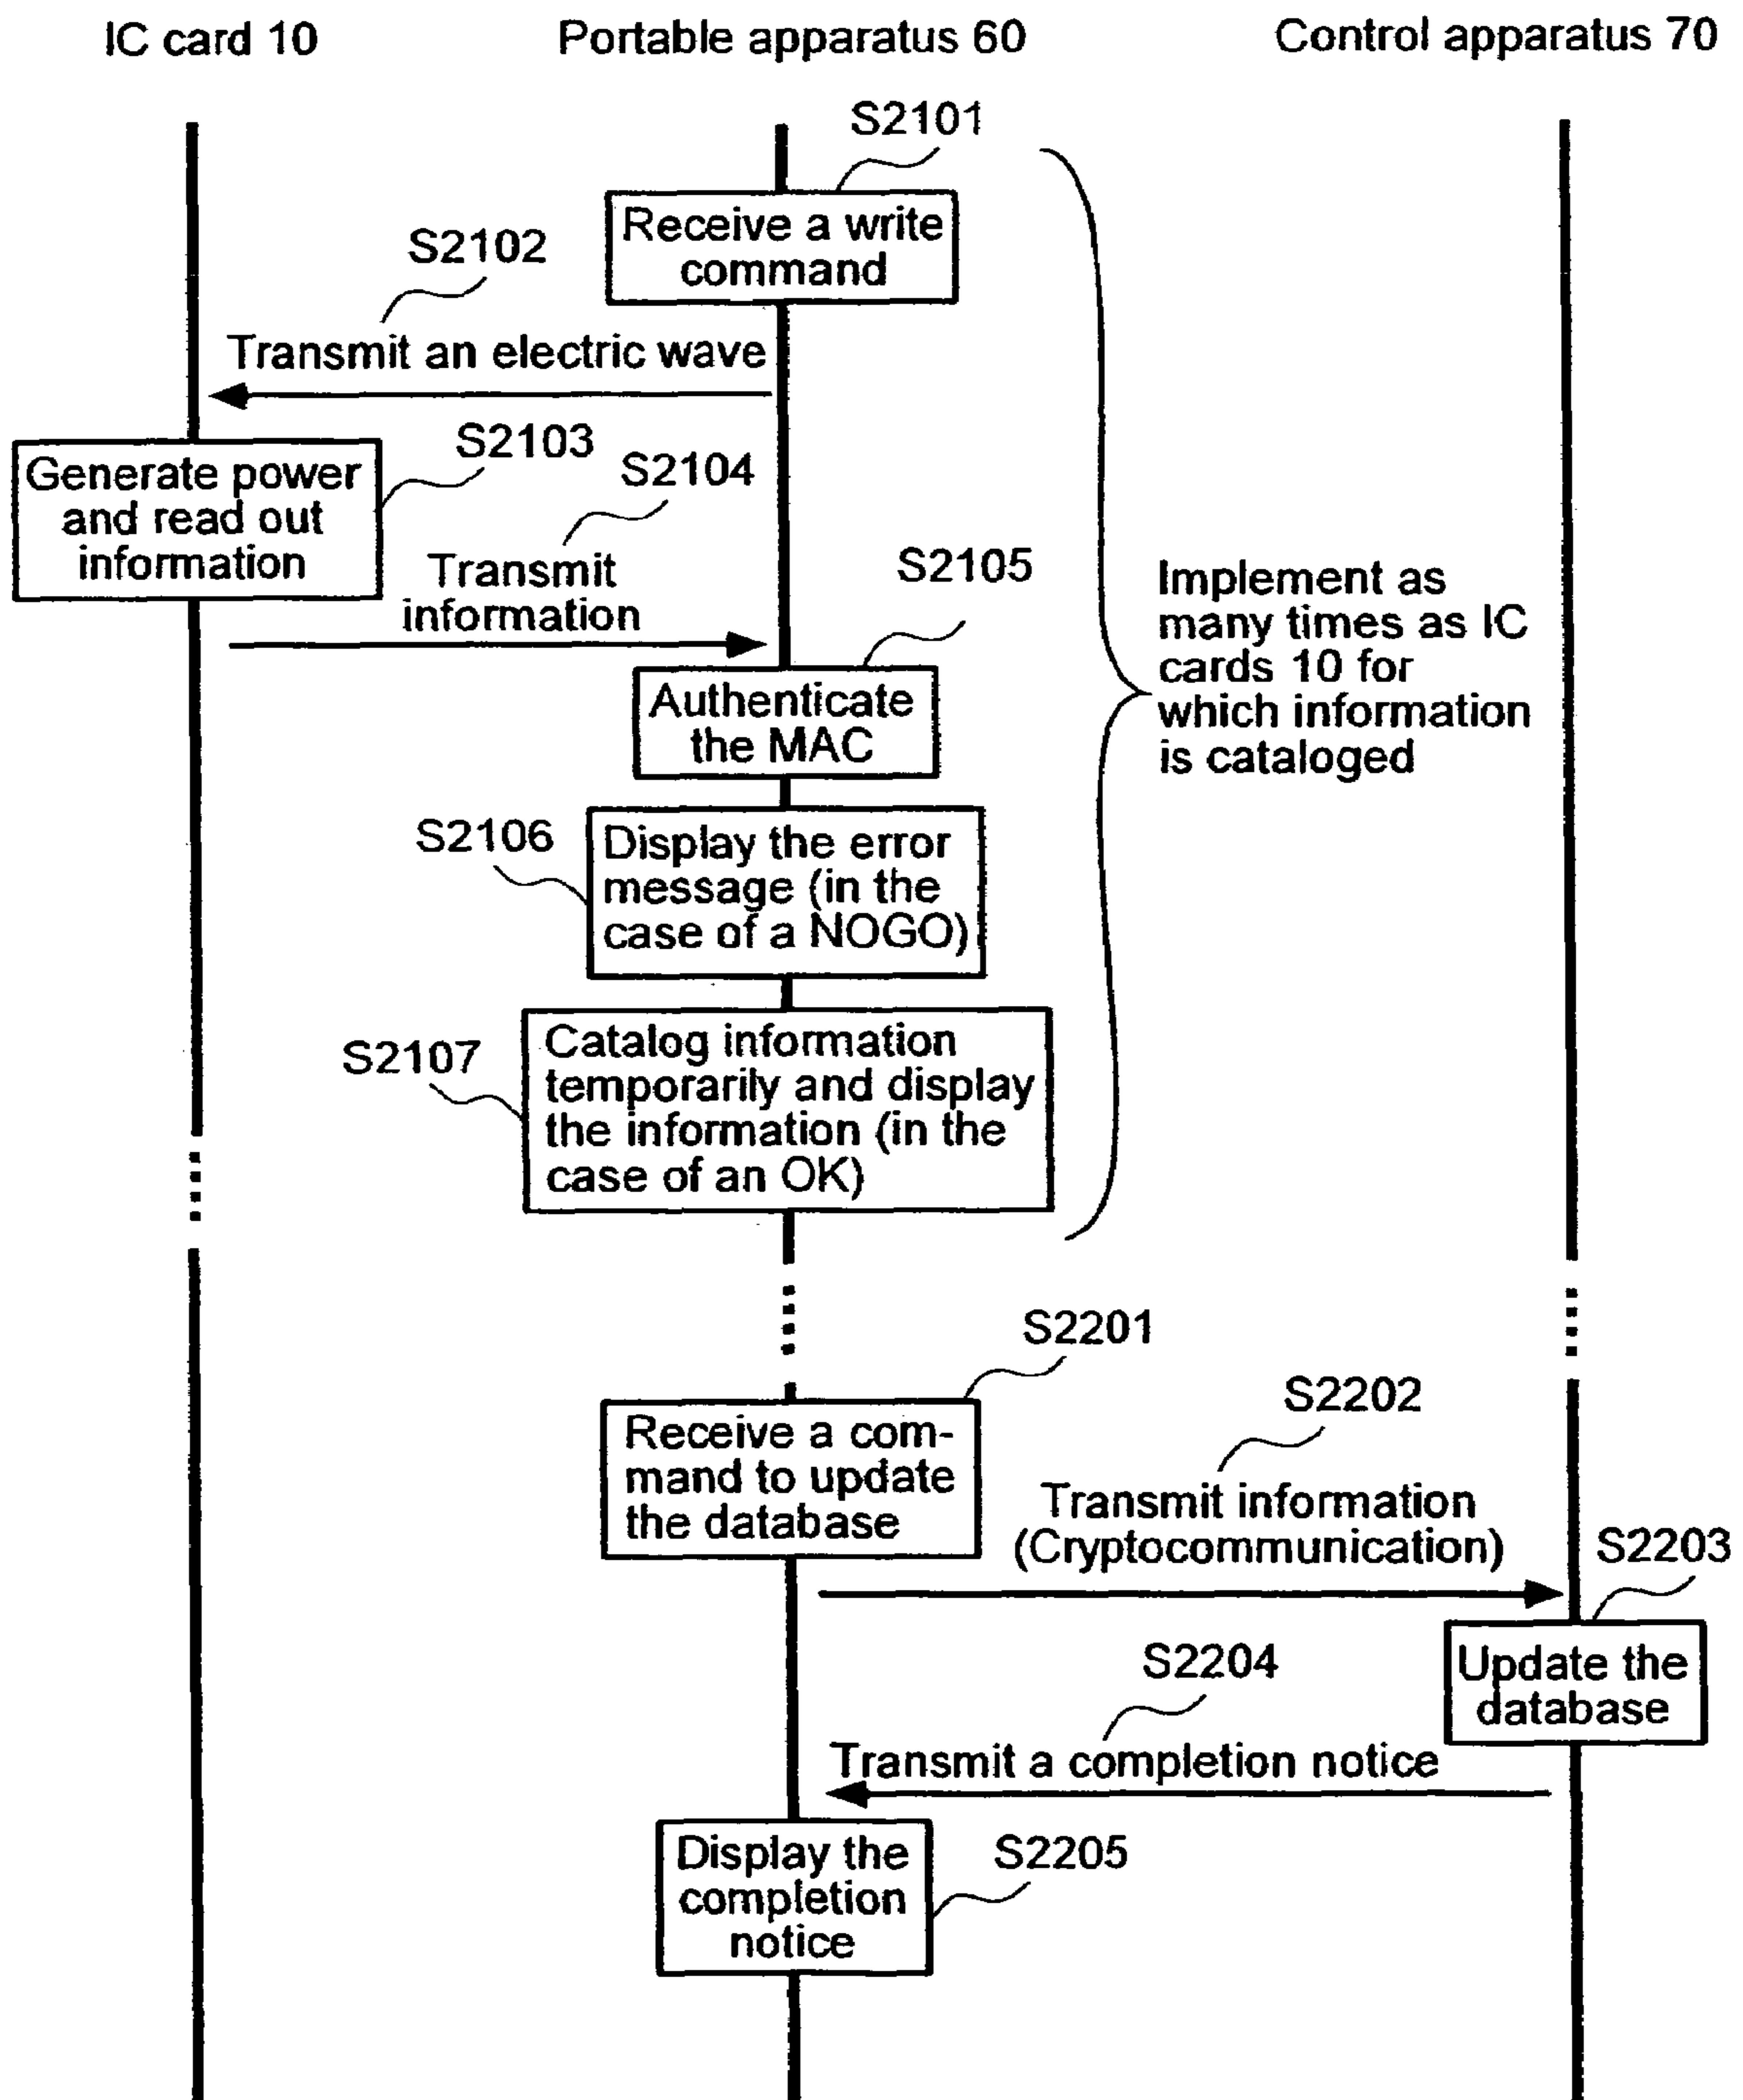 IC card 10
Portable apparatus 60
Control apparatus 70
S2101
Receive a write
command
S2102
Transmit an electric wave
S2103
Generate power
and read out
information
S2104
Transmit
information
S2105
Authenticate
the MAC
Implement as
many times as IC
cards 10 for
which information
is cataloged
S2106
Display the error
message (in the
case of a NOGO)
S2107
Catalog information
temporarily and display
the information (in the
case of an OK)
S2201
Receive a com-
mand to update
the database
S2202
Transmit information
(Cryptocommunication)
S2203
Update the
database
S2204
Transmit a completion notice
Display the
completion
notice
S2205